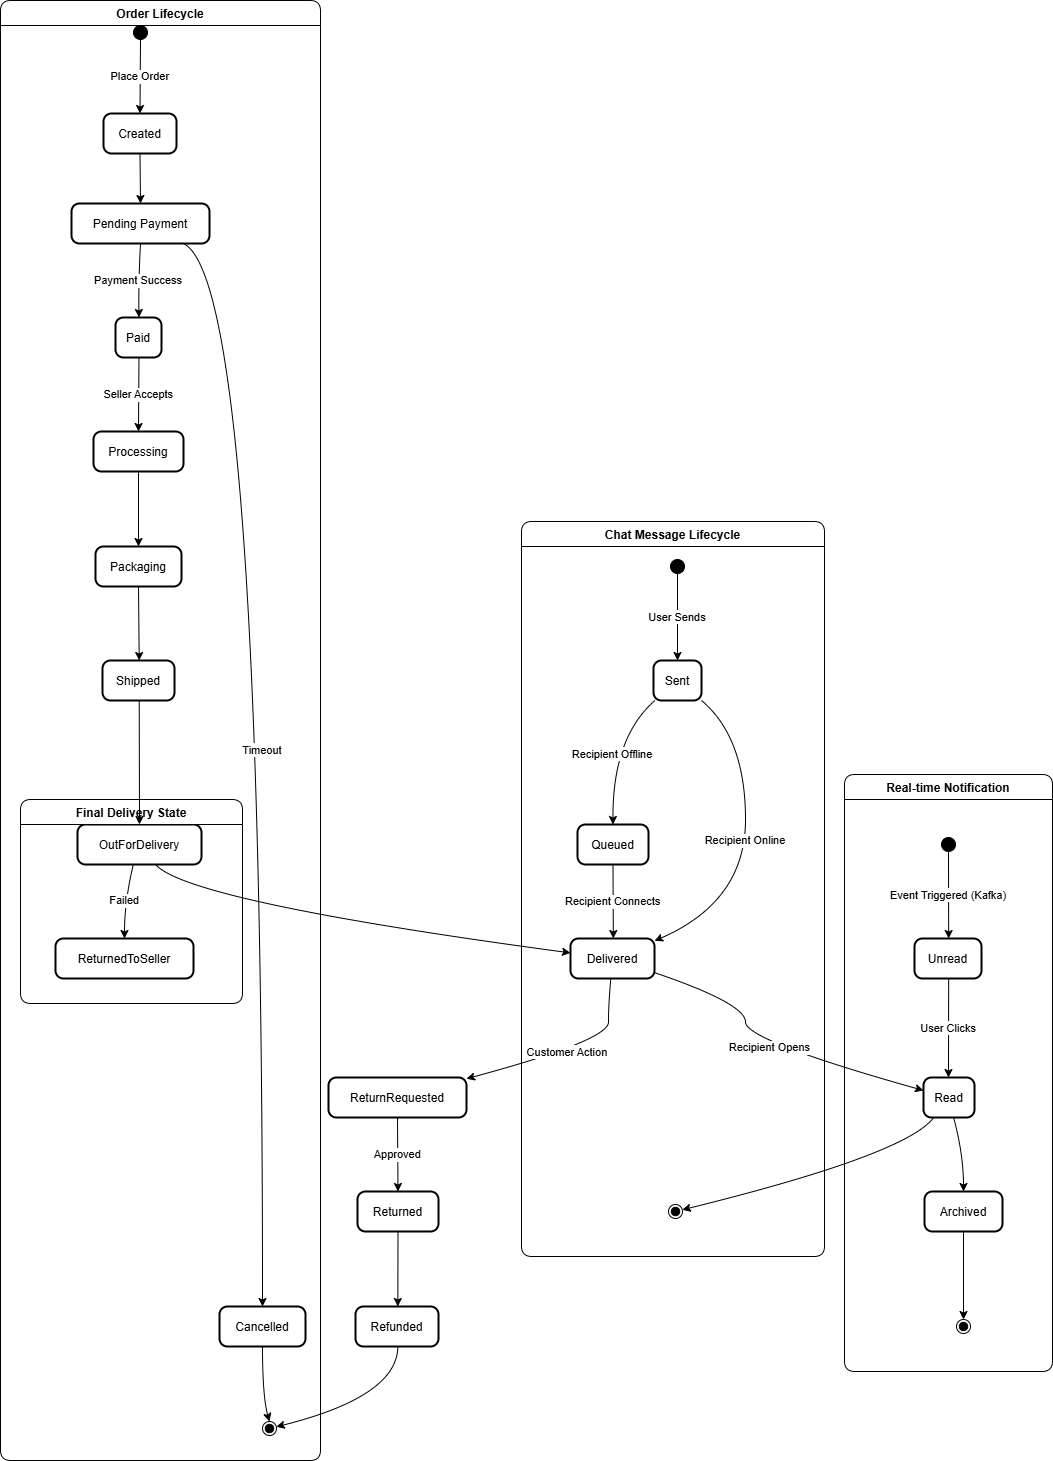 Order Lifecycle
Place Order
Created
Pending Payment
Payment Success
Paid
Seller Accepts
Processing
Packaging
Shipped
Timeout
Final Delivery State
OutForDelivery
Failed
ReturnedToSeller
Cancelled
ReturnRequested
Approved
Returned
Refunded
Chat Message Lifecycle
User Sends
Sent
Recipient Offline
Recipient Online
Queued
Recipient Connects
Delivered
Customer Action
Recipient Opens
Real-time Notification
Event Triggered (Kafka)
Unread
User Clicks
Read
Archived